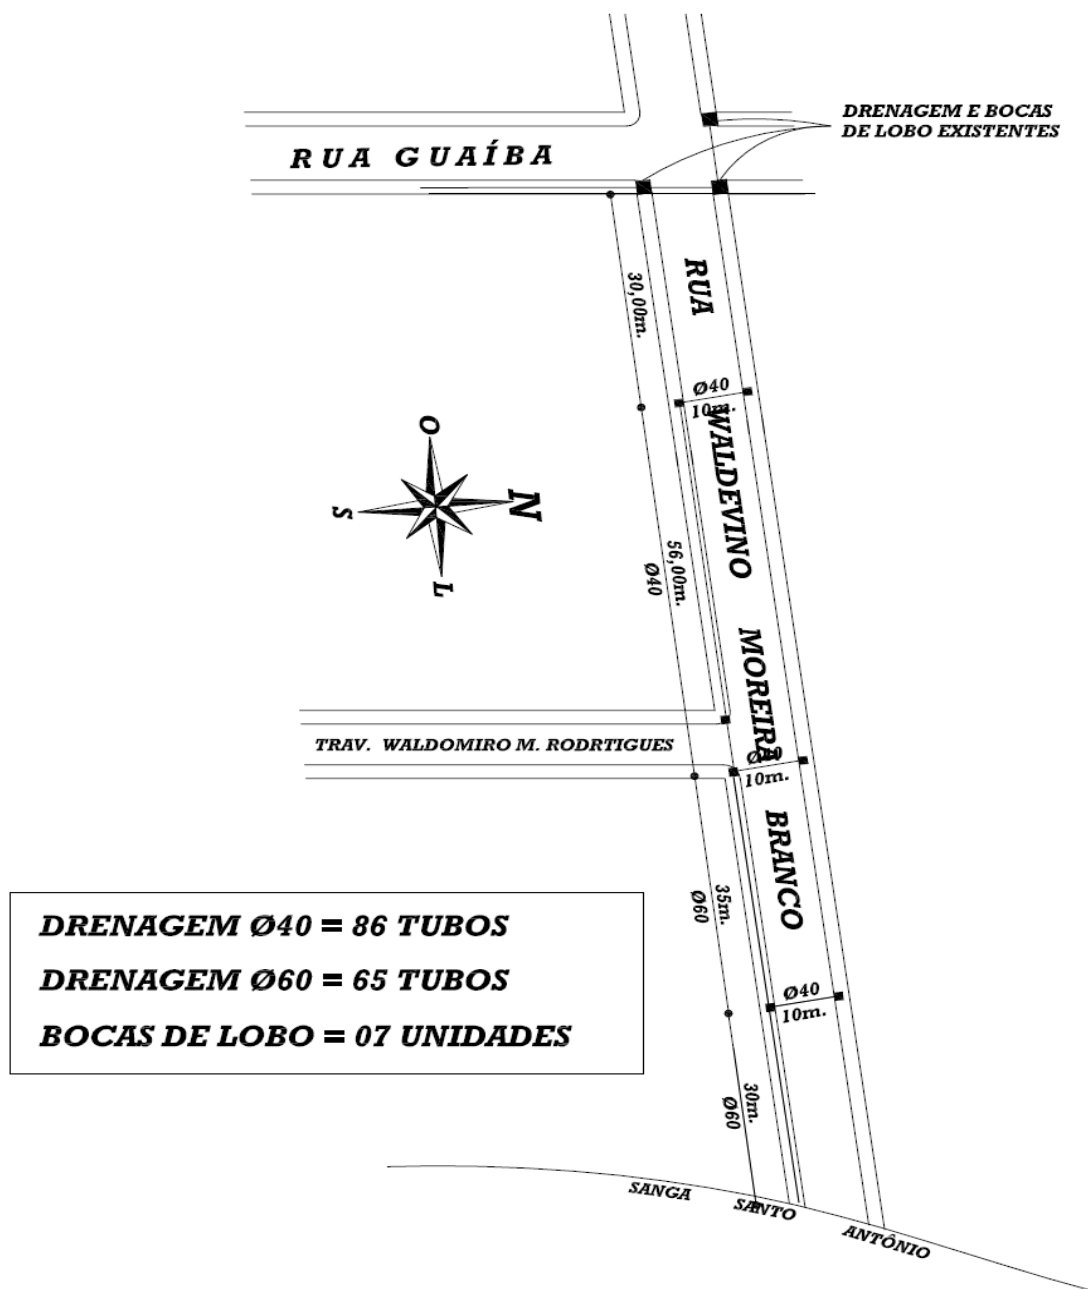 DRENAGEM E BOCAS
DE LOBO EXISTENTES
RUA GUAÍBA
RUA
30,00m.
Ø40
10m.
WALDEVINO
O
N
S
L
56,00m.
Ø40
MOREIRA
TRAV. WALDOMIRO M. RODRTIGUES
Ø40
10m.
BRANCO
35m.
Ø60
DRENAGEM Ø40 = 86 TUBOS
DRENAGEM Ø60 = 65 TUBOS
BOCAS DE LOBO = 07 UNIDADES
Ø40
10m.
30m.
Ø60
SANGA SANTO ANTÔNIO